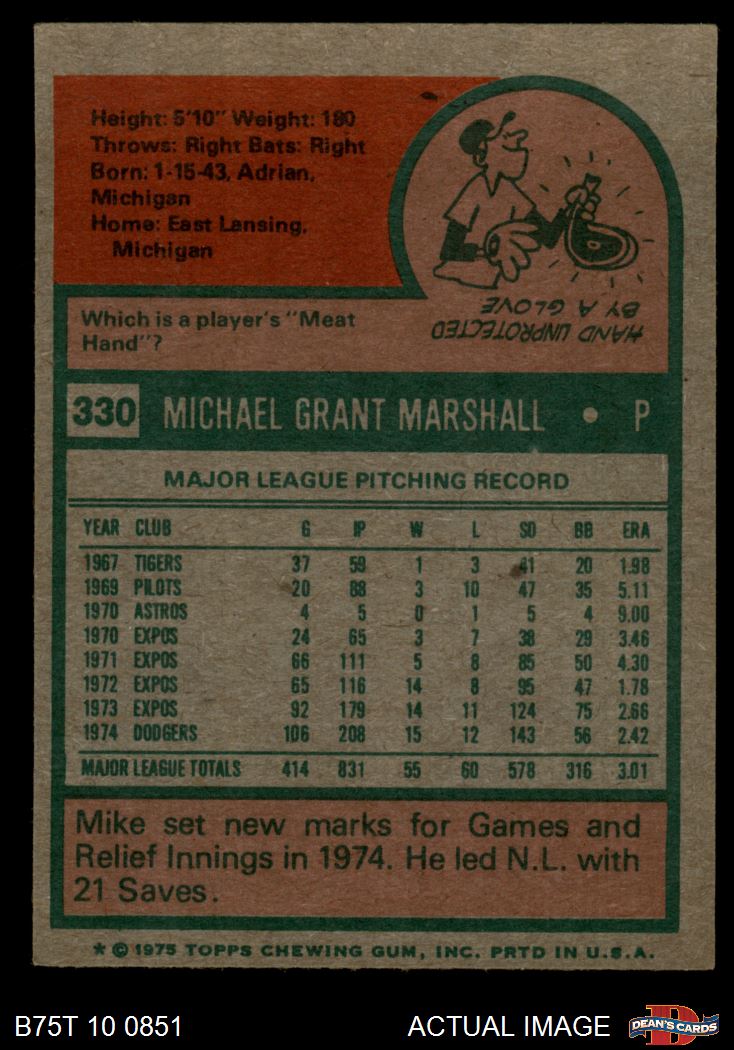 Height: 5'10" Weight: 180
Throws: Right Bats: Right
Born: 1-15-43, Adrian,
Michigan
Home: East Lansing,
Michigan
Which is a player's "Meat
Hand"?
HAND UNPROTECTED
BY A GLOVE
330 MICHAEL GRANT MARSHALL • P
MAJOR LEAGUE PITCHING RECORD
YEAR CLUB G IP W L SO BB ERA
1967 TIGERS 37 59 1 3 41 20 1.98
1969 PILOTS 20 88 3 10 47 35 5.11
1970 ASTROS 4 5 0 1 5 4 9.00
1970 EXPOS 24 65 3 7 38 29 3.46
1971 EXPOS 66 111 5 8 85 50 4.30
1972 EXPOS 65 116 14 8 95 47 1.78
1973 EXPOS 92 179 14 11 124 75 2.66
1974 DODGERS 106 208 15 12 143 56 2.42
MAJOR LEAGUE TOTALS 414 831 55 60 578 316 3.01
Mike set new marks for Games and
Relief Innings in 1974. He led N.L. with
21 Saves.
* © 1975 TOPPS CHEWING GUM, INC. PRTD IN U.S.A.
B75T 10 0851 ACTUAL IMAGE
D
DEAN'S CARDS